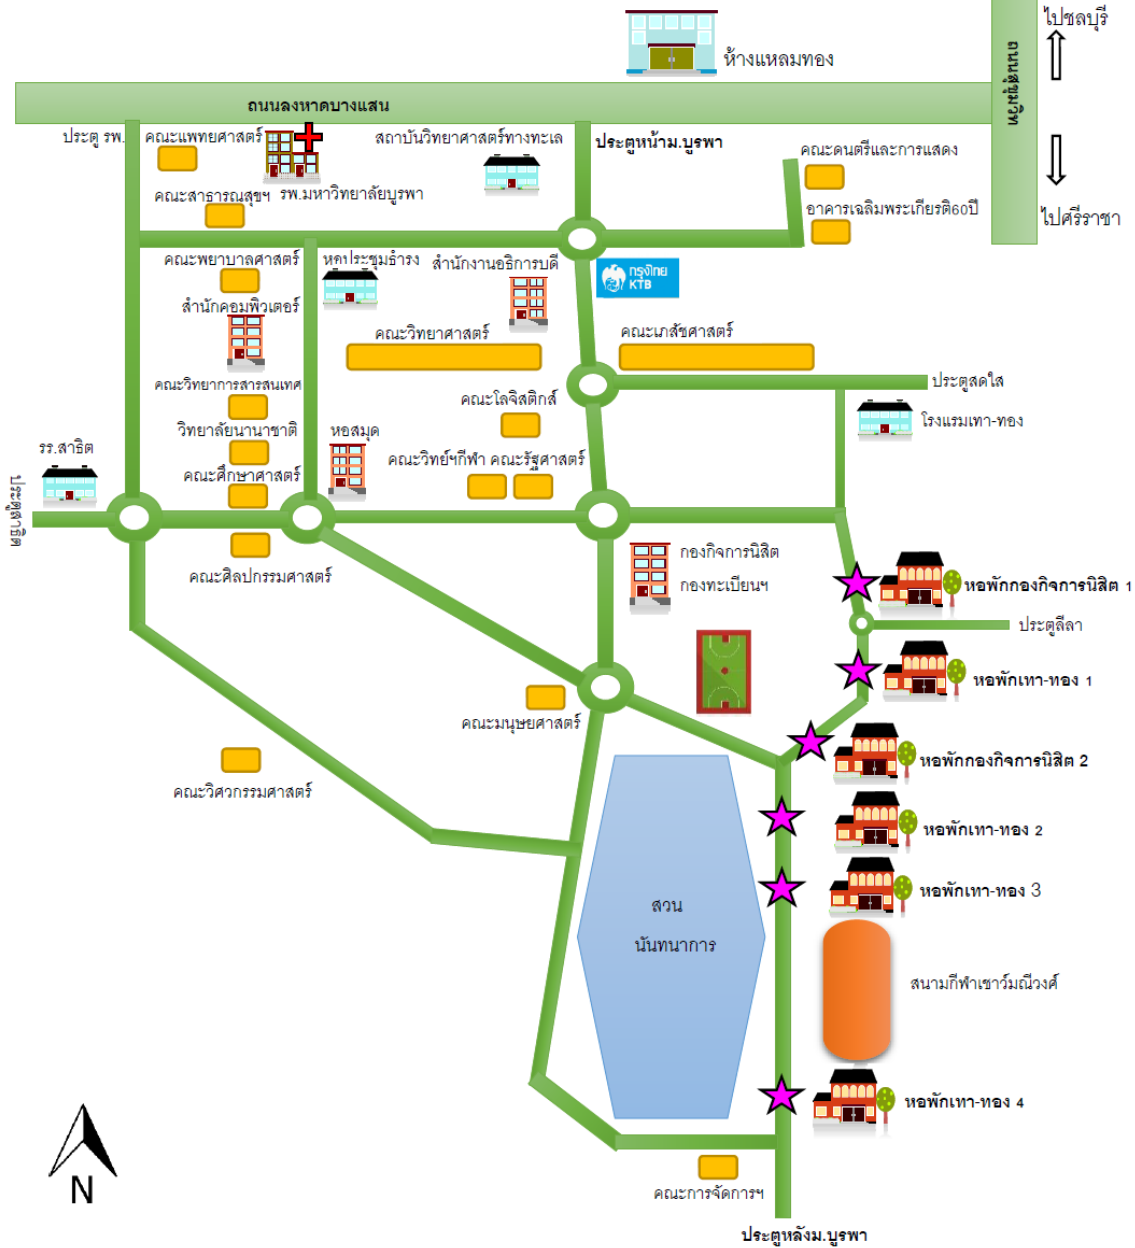 ไปชลบุรี
ห้างแหลมทอง
ถนนสุขุมวิท
ถนนลงหาดบางแสน
ประตู รพ.
คณะแพทยศาสตร์
สถาบันวิทยาศาสตร์ทางทะเล
ประตูหน้าม.บูรพา
คณะดนตรีและการแสดง
คณะสาธารณสุขฯ
รพ.มหาวิทยาลัยบูรพา
อาคารเฉลิมพระเกียรติ60ปี
ไปศรีราชา
คณะพยาบาลศาสตร์
หอประชุมธำรง
สำนักงานอธิการบดี
กรุงไทย
KTB
สำนักคอมพิวเตอร์
คณะวิทยาศาสตร์
คณะเภสัชศาสตร์
คณะวิทยาการสารสนเทศ
คณะโลจิสติกส์
ประตูสดใส
โรงแรมเทา-ทอง
วิทยาลัยนานาชาติ
หอสมุด
รร.สาธิต
คณะวิทย์ฯกีฬา
คณะรัฐศาสตร์
คณะศึกษาศาสตร์
ประตูสาธิต
คณะศิลปกรรมศาสตร์
กองกิจการนิสิต
กองทะเบียนฯ
หอพักกองกิจการนิสิต 1
ประตูลีลา
หอพักเทา-ทอง 1
คณะมนุษยศาสตร์
หอพักกองกิจการนิสิต 2
คณะวิศวกรรมศาสตร์
หอพักเทา-ทอง 2
หอพักเทา-ทอง 3
สวน
นันทนาการ
สนามกีฬาเชาว์มณีวงศ์
หอพักเทา-ทอง 4
N
คณะการจัดการฯ
ประตูหลังม.บูรพา